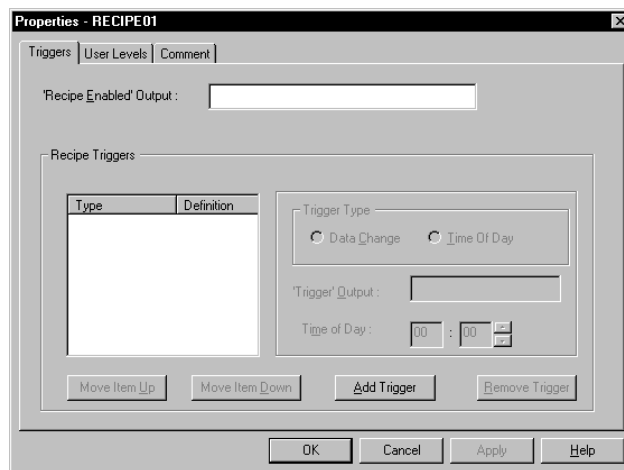 Properties - RECIPE01
Triggers User Levels Comment
'Recipe Enabled' Output :
Recipe Triggers
Type Definition
Trigger Type
Data Change Time Of Day
'Trigger' Output :
Time of Day : 00 : 00
Move Item Up Move Item Down Add Trigger Remove Trigger
OK Cancel Apply Help